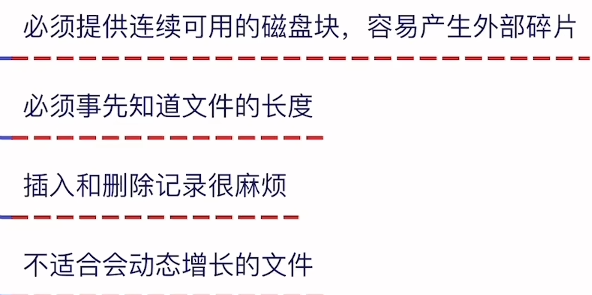 必须提供连续可用的磁盘块，容易产生外部碎片
必须事先知道文件的长度
插入和删除记录很麻烦
不适合会动态增长的文件